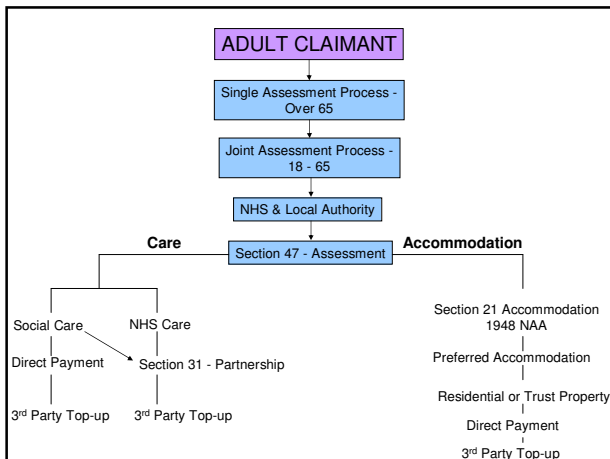 ADULT CLAIMANT
Single Assessment Process -
Over 65
Joint Assessment Process -
18 - 65
NHS & Local Authority
Care
Section 47 - Assessment
Accommodation
Social Care
NHS Care
Direct Payment
Section 31 - Partnership
3rd Party Top-up
3rd Party Top-up
Section 21 Accommodation
1948 NAA
Preferred Accommodation
Residential or Trust Property
Direct Payment
3rd Party Top-up